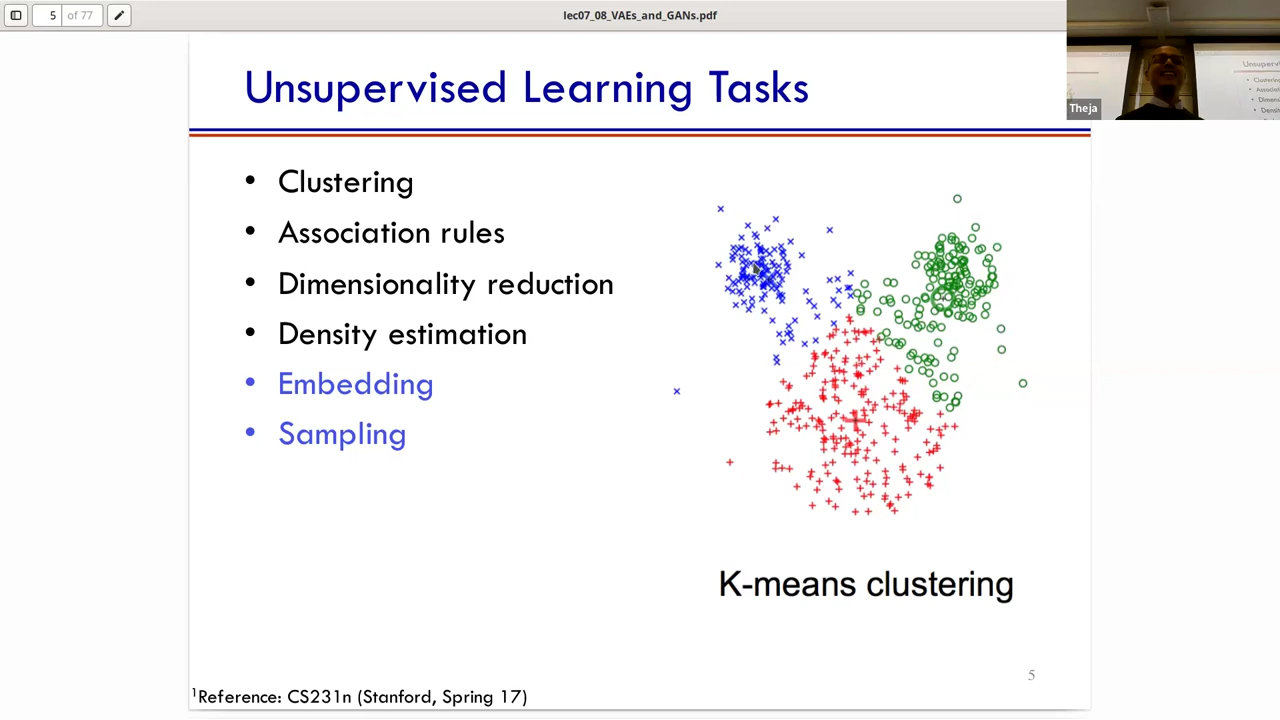 5 of 77
lec07_08_VAEs_and_GANs.pdf
Theja
Unsupervised Learning Tasks
• Clustering
• Association rules
• Dimensionality reduction
• Density estimation
• Embedding
• Sampling
K-means clustering
5
1Reference: CS231n (Stanford, Spring 17)